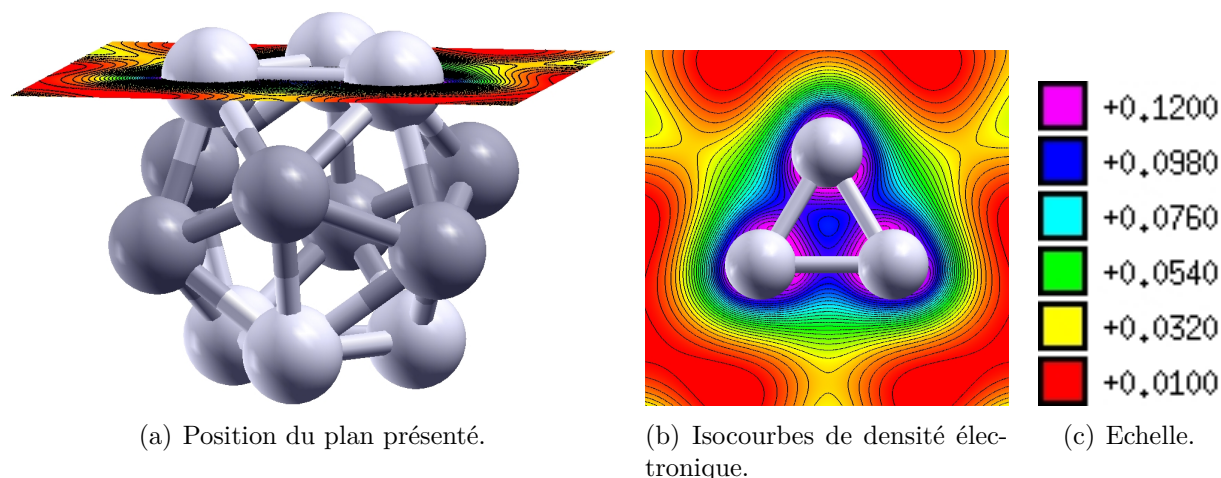 +0.1200
+0.0980
+0.0760
+0.0540
+0.0320
+0.0100
(a) Position du plan présenté.
(b) Isocourbes de densité élec-
tronique.
(c) Echelle.